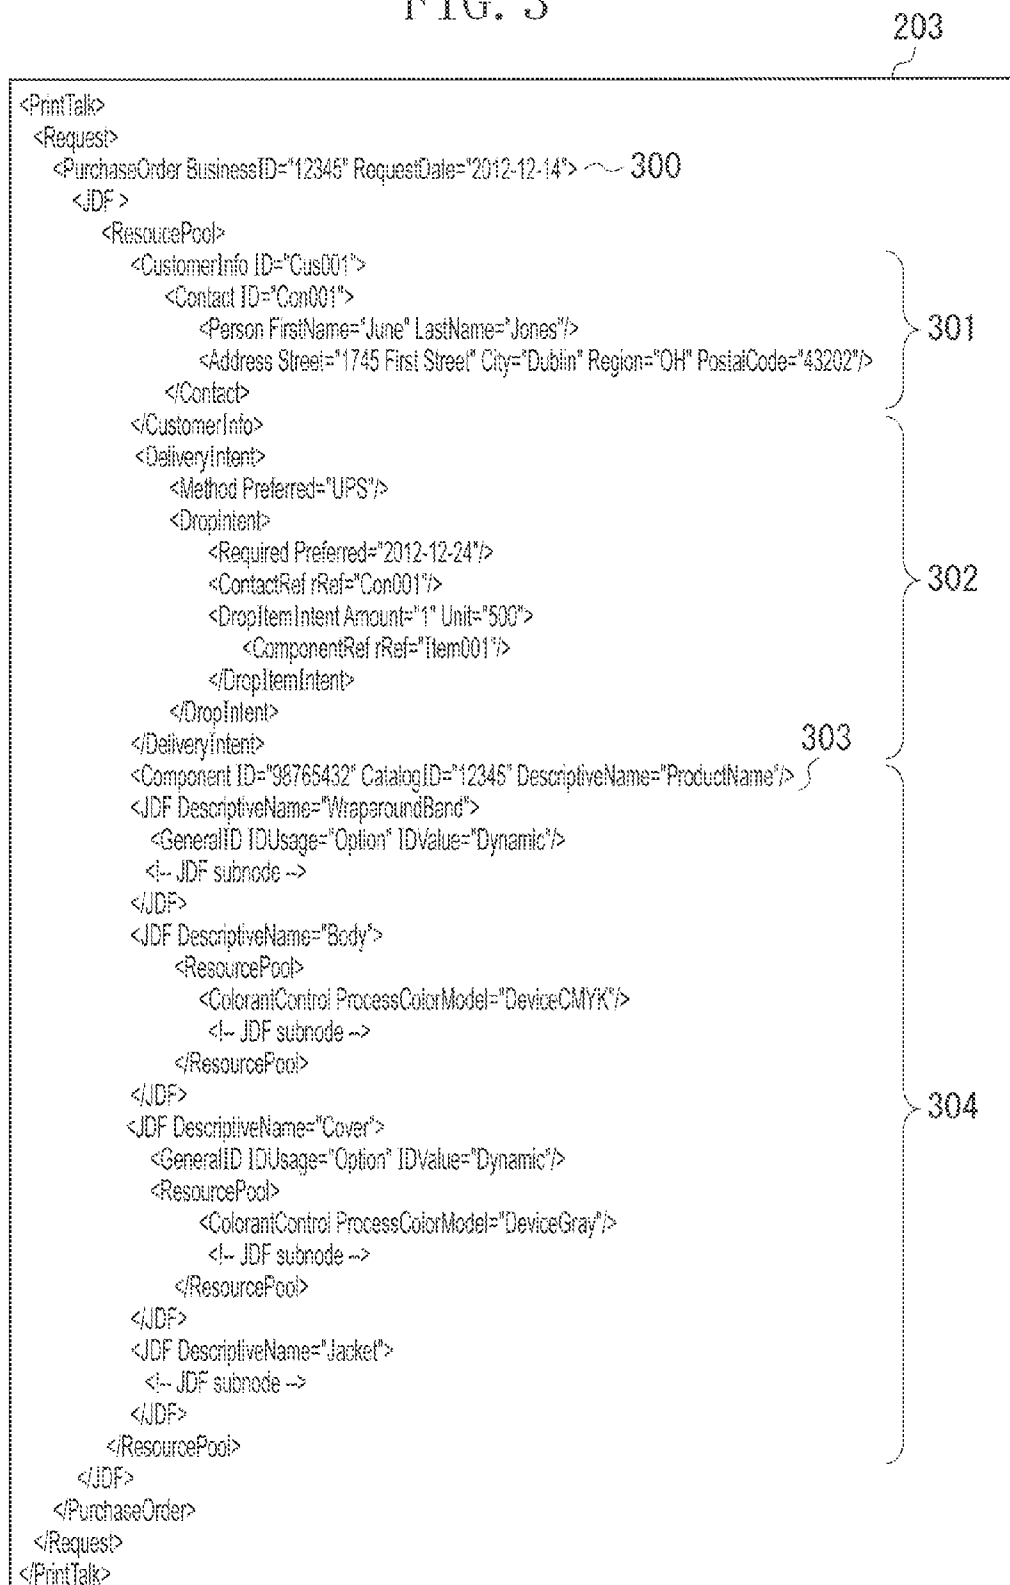 FIG. 3
203
<PrintTalk>
<Request>
<PurchaseOrder BusinessID="12345" RequestDate="2012-12-14"> 300
<JDF >
<ResoucePool>
<CustomerInfo ID="Cus001">
<Contact ID="Con001">
<Person FirstName="June" LastName="Jones"/>
301
<Address Street="1745 First Street" City="Dublin" Region="OH" PostalCode="43202"/>
</Contact>
</CustomerInfo>
<DeliveryIntent>
<Method Preferred="UPS"/>
<DropIntent>
<Required Preferred="2012-12-24"/>
<ContactRef rRef="Con001"/>
302
<DropItemIntent Amount="1" Unit="500">
<ComponentRef rRef="Item001"/>
</DropItemIntent>
</DropIntent>
</DeliveryIntent>
303
<Component ID="98765432" CatalogID="12345" DescriptiveName="ProductName"/>
<JDF DescriptiveName="WraparoundBand">
<GeneralID IDUsage="Option" IDValue="Dynamic"/>
<!-- JDF subnode -->
</JDF>
<JDF DescriptiveName="Body">
<ResourcePool>
<ColorantControl ProcessColorModel="DeviceCMYK"/>
<!-- JDF subnode -->
</ResourcePool>
</JDF>
304
<JDF DescriptiveName="Cover">
<GeneralID IDUsage="Option" IDValue="Dynamic"/>
<ResourcePool>
<ColorantControl ProcessColorModel="DeviceGray"/>
<!-- JDF subnode -->
</ResourcePool>
</JDF>
<JDF DescriptiveName="Jacket">
<!-- JDF subnode -->
</JDF>
</ResourcePool>
</JDF>
</PurchaseOrder>
</Request>
</PrintTalk>